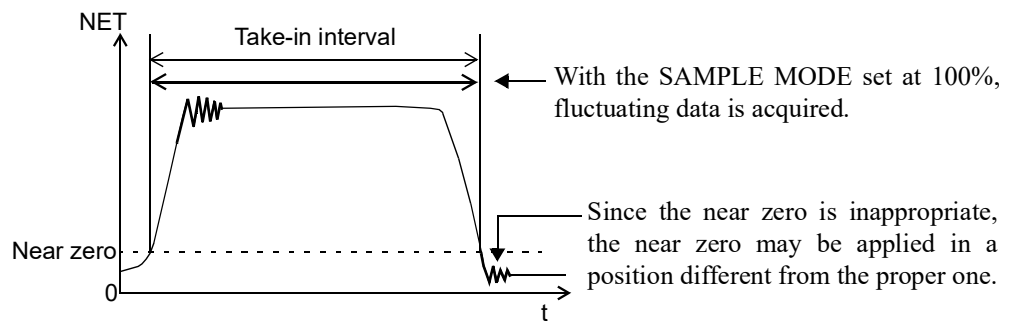 NET
Take-in interval
With the SAMPLE MODE set at 100%,
fluctuating data is acquired.
Since the near zero is inappropriate,
the near zero may be applied in a
position different from the proper one.
Near zero
0
t